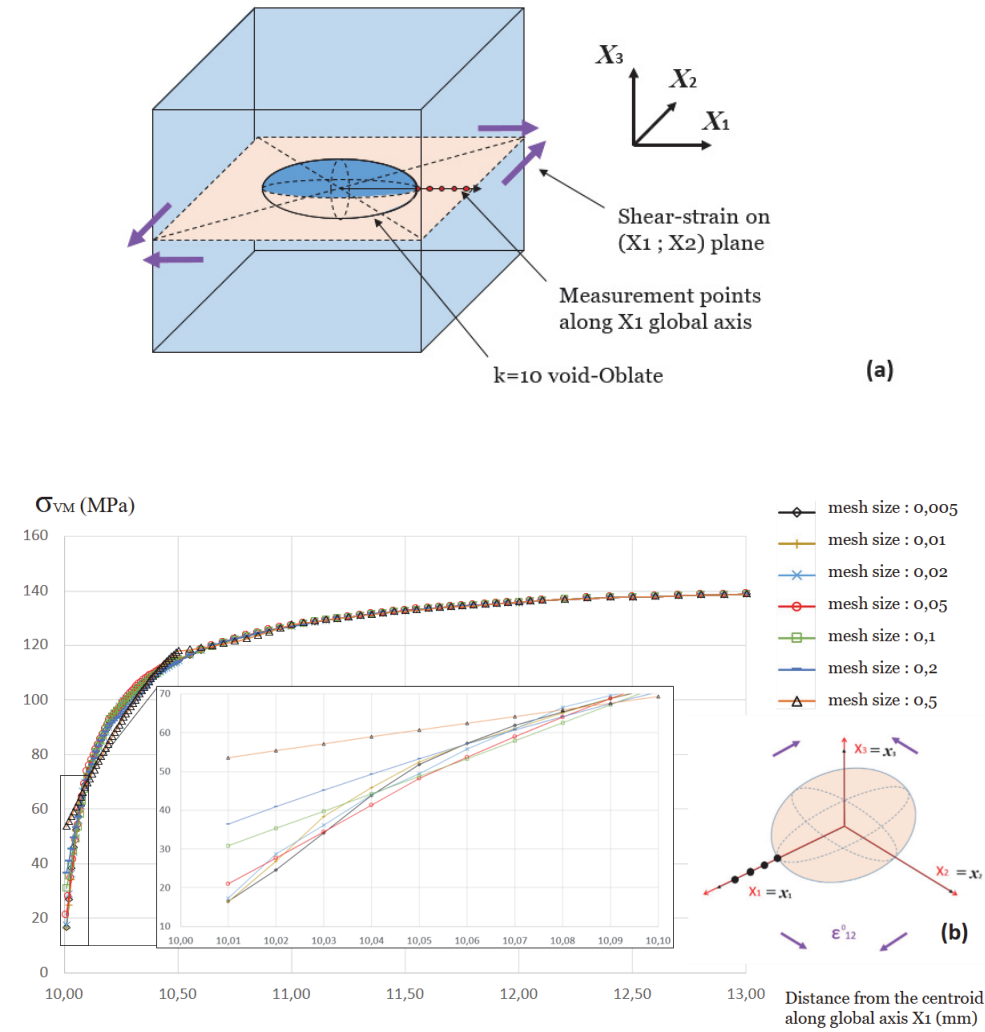 X3
X2
X1
Shear-strain on
(X1 ; X2) plane
Measurement points
along X1 global axis
k=10 void-Oblate
(a)
σVM (MPa)
160
140
120
100
80
60
40
20
0
10,00
10,50
11,00
11,50
12,00
12,50
13,00
Distance from the centroid
along global axis X1 (mm)
70
60
50
40
30
20
10
10,00
10,01
10,02
10,03
10,04
10,05
10,06
10,07
10,08
10,09
10,10
mesh size : 0,005
mesh size : 0,01
mesh size : 0,02
mesh size : 0,05
mesh size : 0,1
mesh size : 0,2
mesh size : 0,5
X3 = x3
X2 = x2
X1 = x1
ε°12
(b)